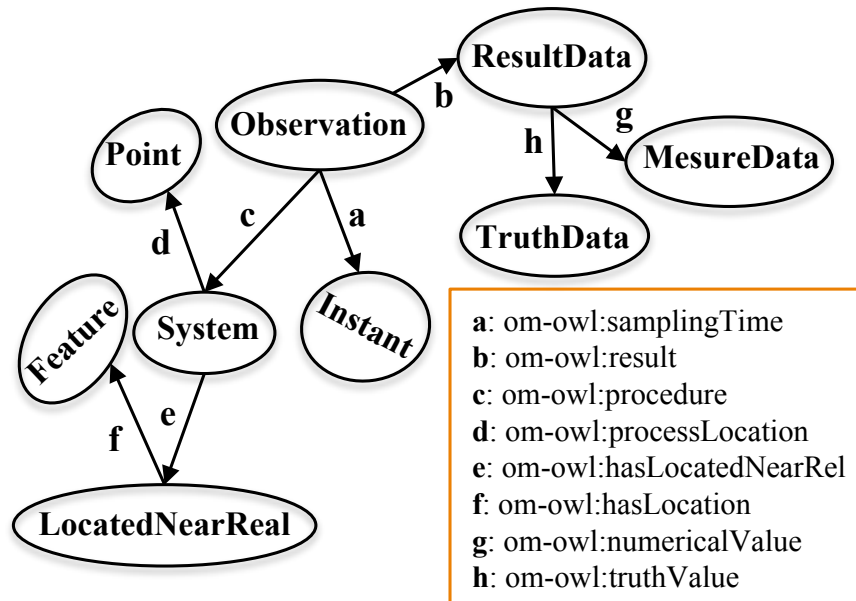 ResultData
b
Observation
g
Point
h
MesureData
c
a
d
TruthData
System
Instant
Feature
e
f
LocatedNearReal
a: om-owl:samplingTime
b: om-owl:result
c: om-owl:procedure
d: om-owl:processLocation
e: om-owl:hasLocatedNearRel
f: om-owl:hasLocation
g: om-owl:numericalValue
h: om-owl:truthValue